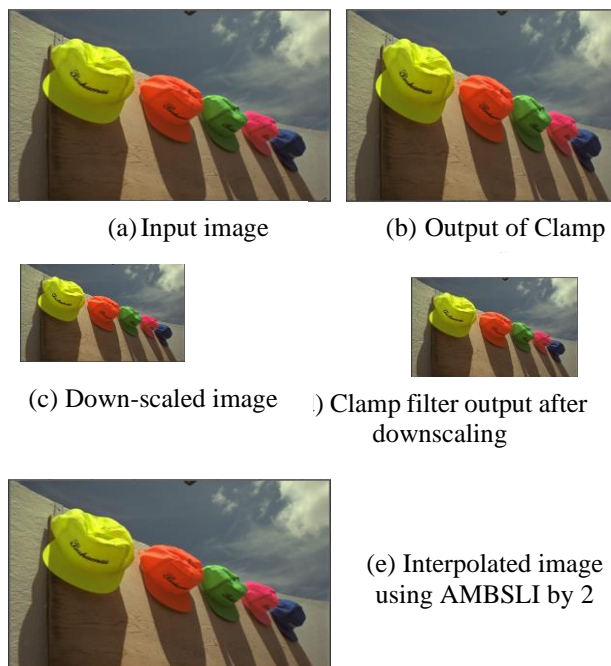 (a) Input image
(b) Output of Clamp
(c) Down-scaled image
) Clamp filter output after
downscaling
(e) Interpolated image
using AMBSLI by 2